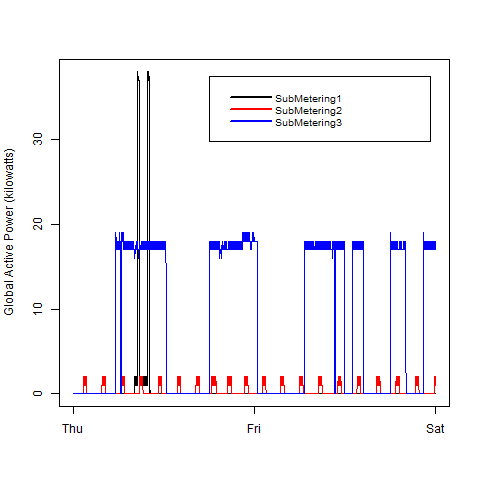 Global Active Power (kilowatts)
30
20
10
0
SubMetering1
SubMetering2
SubMetering3
Thu
Fri
Sat